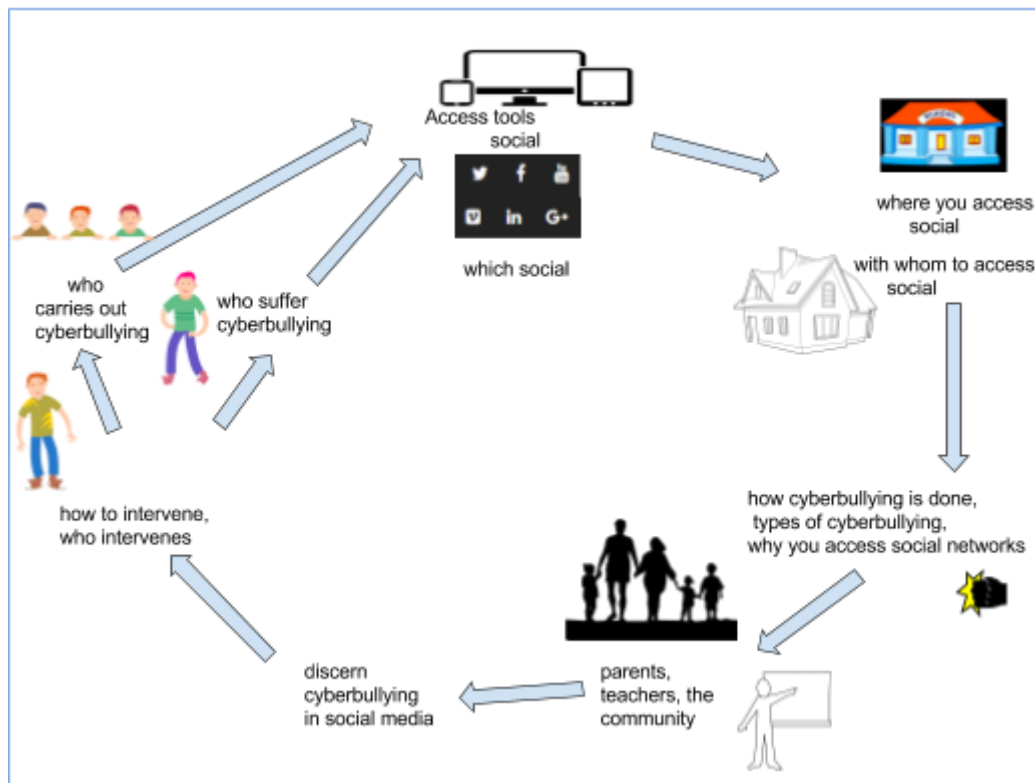 Access tools
social
which social
where you access
social
with whom to access
social
how cyberbullying is done,
types of cyberbullying,
why you access social networks
parents,
teachers, the
community
discern
cyberbullying
in social media
how to intervene,
who intervenes
who
carries out
cyberbullying
who suffer
cyberbullying